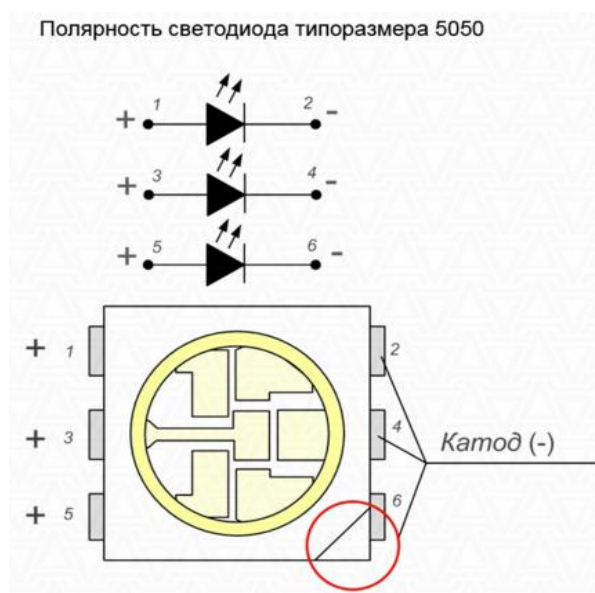 Полярность светодиода типоразмера 5050
+ 1 2 -
+ 3 4 -
+ 5 6 -
+ 1 2
+ 3 4
Катод (-)
+ 5 6